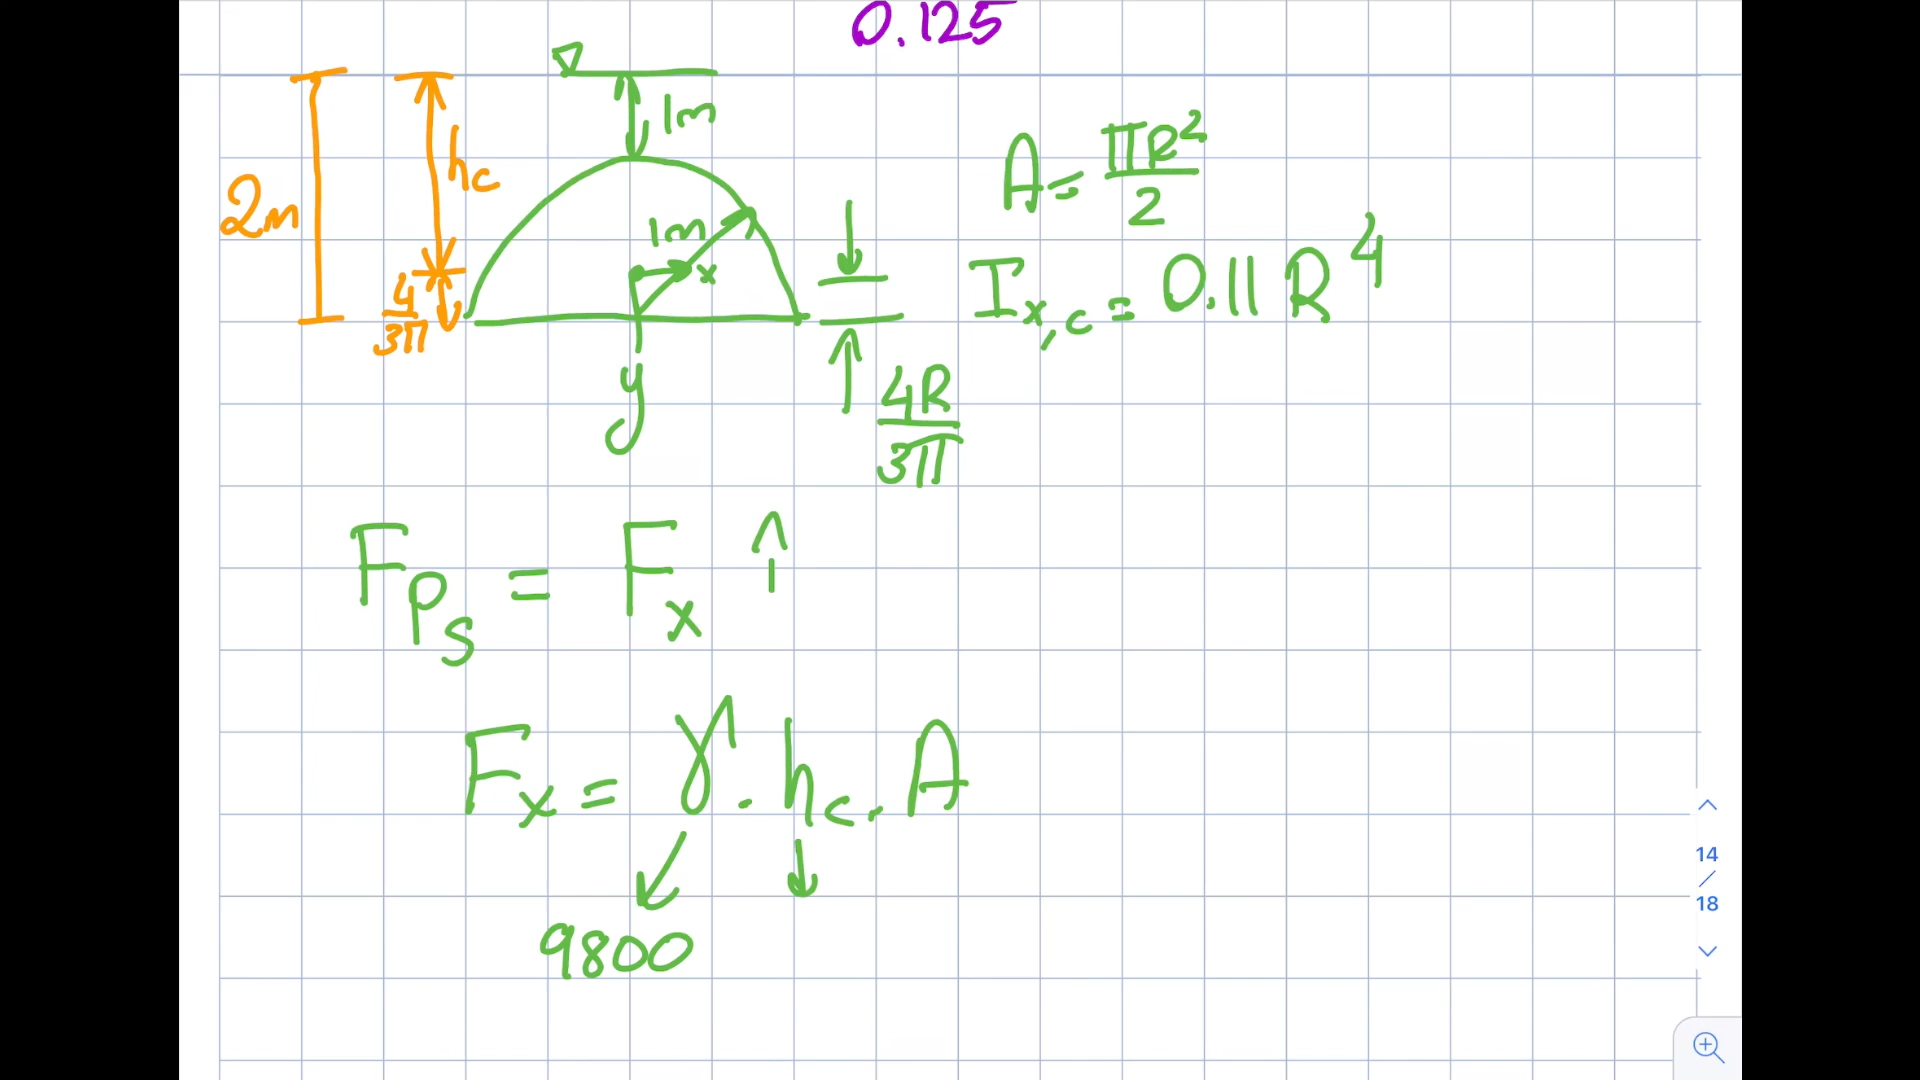 0.125
1m
2m
hc
1m
x
4/3π
y
4R/3π
A = πR²/2
Ix,c = 0.11 R⁴
FPs = Fx î
Fx = γ · hc · A
9800
14
/
18